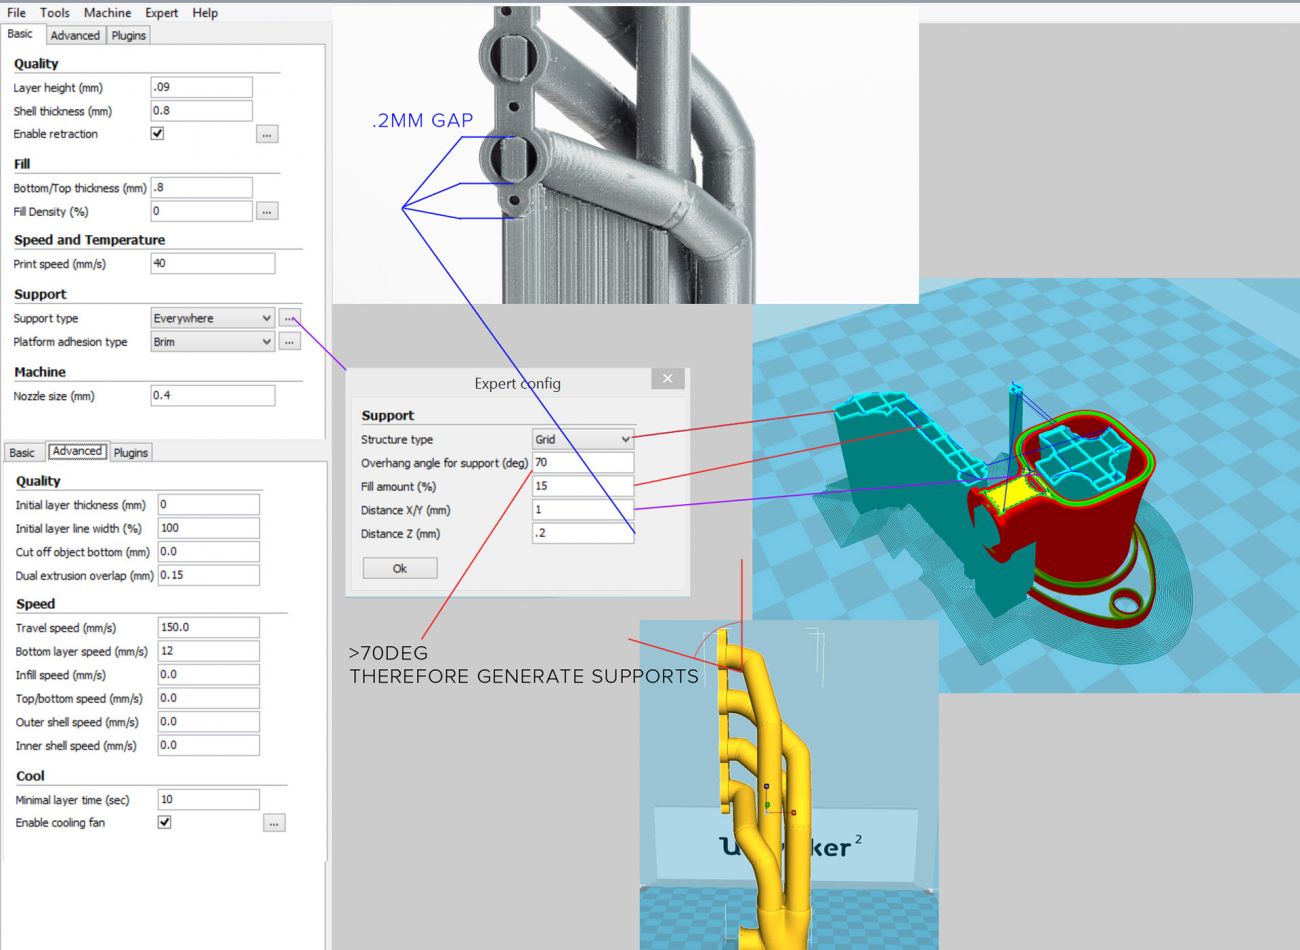 File Tools Machine Expert Help
Basic Advanced Plugins
Quality
Layer height (mm) .09
Shell thickness (mm) 0.8
Enable retraction ...
Fill
Bottom/Top thickness (mm) .8
Fill Density (%) 0 ...
Speed and Temperature
Print speed (mm/s) 40
Support
Support type Everywhere ...
Platform adhesion type Brim ...
Machine
Nozzle size (mm) 0.4
Basic Advanced Plugins
Quality
Initial layer thickness (mm) 0
Initial layer line width (%) 100
Cut off object bottom (mm) 0.0
Dual extrusion overlap (mm) 0.15
Speed
Travel speed (mm/s) 150.0
Bottom layer speed (mm/s) 12
Infill speed (mm/s) 0.0
Top/bottom speed (mm/s) 0.0
Outer shell speed (mm/s) 0.0
Inner shell speed (mm/s) 0.0
Cool
Minimal layer time (sec) 10
Enable cooling fan ...
.2MM GAP
Expert config
Support
Structure type Grid
Overhang angle for support (deg) 70
Fill amount (%) 15
Distance X/Y (mm) 1
Distance Z (mm) .2
Ok
>70DEG
THEREFORE GENERATE SUPPORTS